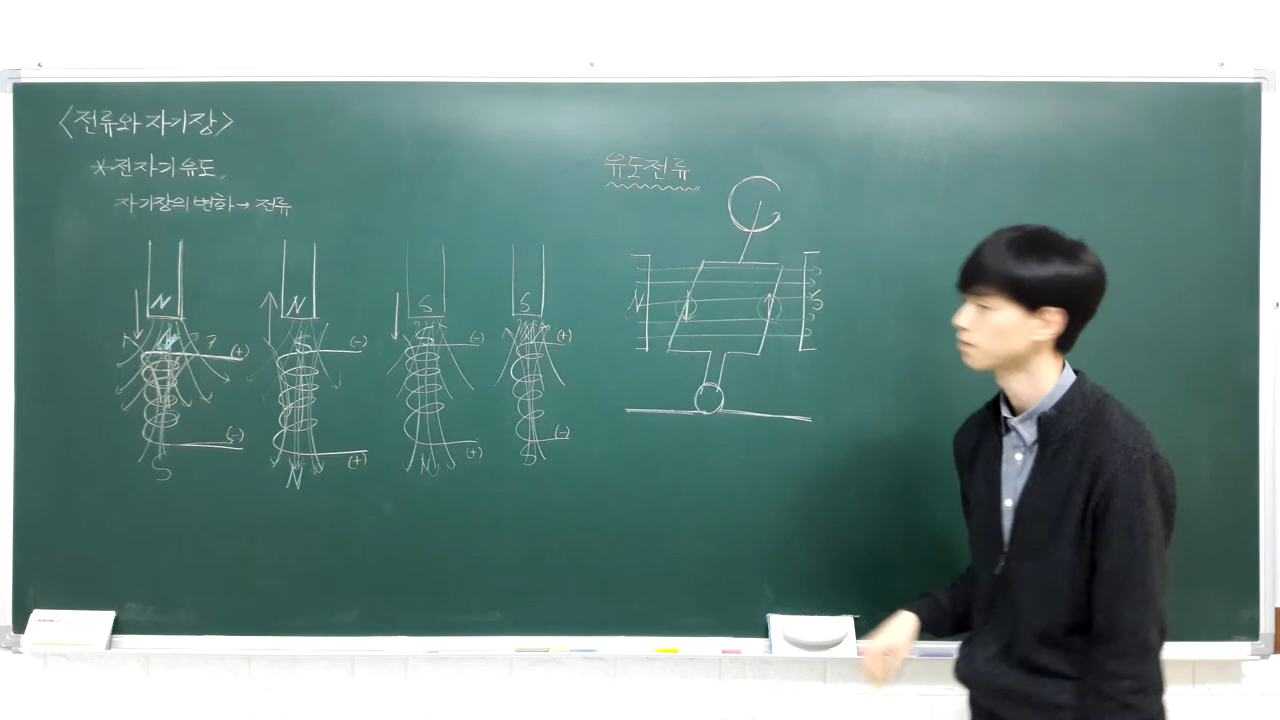 <전류와 자기장>
*전자기유도
자기장의 변화→전류
유도전류
N N S S
N S S N
(+) (-) (-) (+)
(-) (+) (+) (-)
S N N S
N S